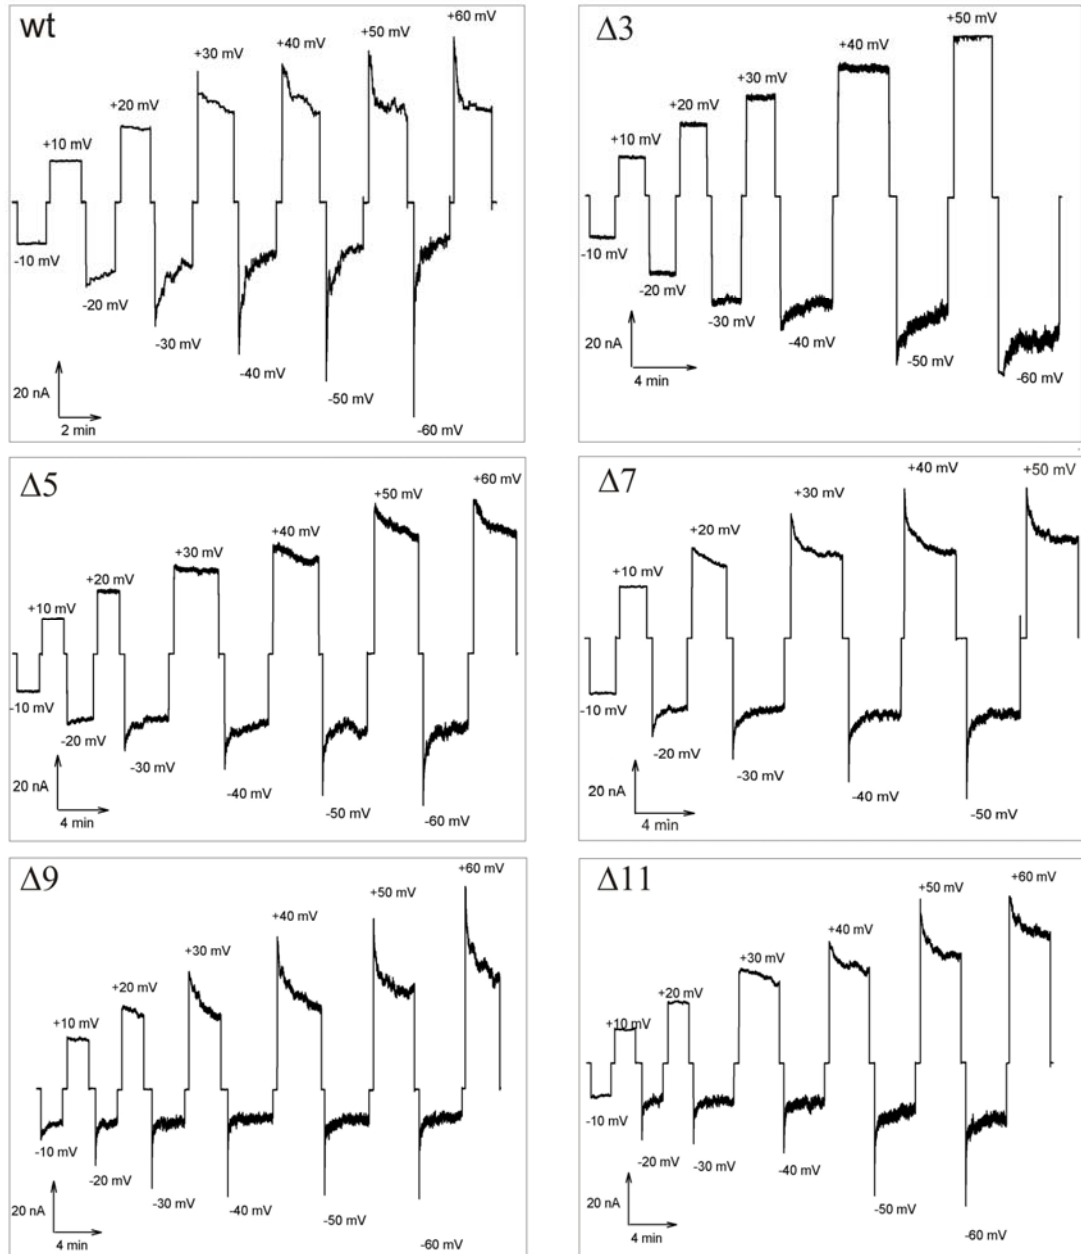 wt
+10 mV
+20 mV
+30 mV
+40 mV
+50 mV
+60 mV
-10 mV
-20 mV
-30 mV
-40 mV
-50 mV
-60 mV
20 nA
2 min
Δ3
+10 mV
+20 mV
+30 mV
+40 mV
+50 mV
-10 mV
-20 mV
-30 mV
-40 mV
-50 mV
-60 mV
20 nA
4 min
Δ5
+10 mV
+20 mV
+30 mV
+40 mV
+50 mV
+60 mV
-10 mV
-20 mV
-30 mV
-40 mV
-50 mV
-60 mV
20 nA
4 min
Δ7
+10 mV
+20 mV
+30 mV
+40 mV
+50 mV
-10 mV
-20 mV
-30 mV
-40 mV
-50 mV
20 nA
4 min
Δ9
+10 mV
+20 mV
+30 mV
+40 mV
+50 mV
+60 mV
-10 mV
-20 mV
-30 mV
-40 mV
-50 mV
-60 mV
20 nA
4 min
Δ11
+10 mV
+20 mV
+30 mV
+40 mV
+50 mV
+60 mV
-10 mV
-20 mV
-30 mV
-40 mV
-50 mV
-60 mV
20 nA
4 min